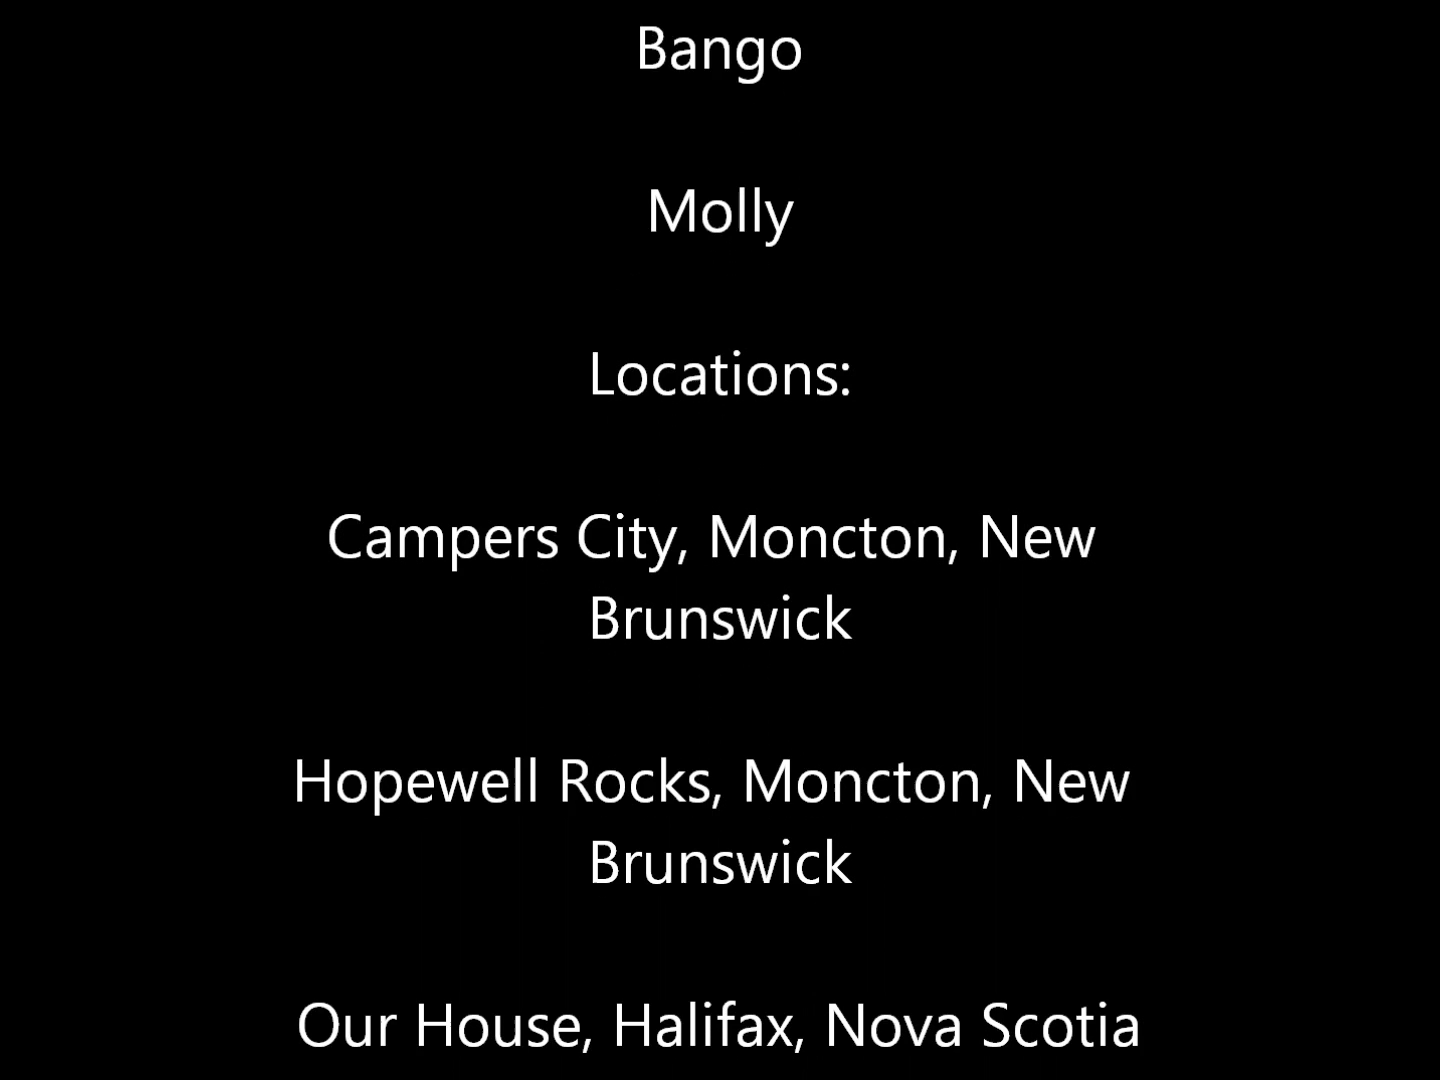 Bango
Molly
Locations:
Campers City, Moncton, New
Brunswick
Hopewell Rocks, Moncton, New
Brunswick
Our House, Halifax, Nova Scotia